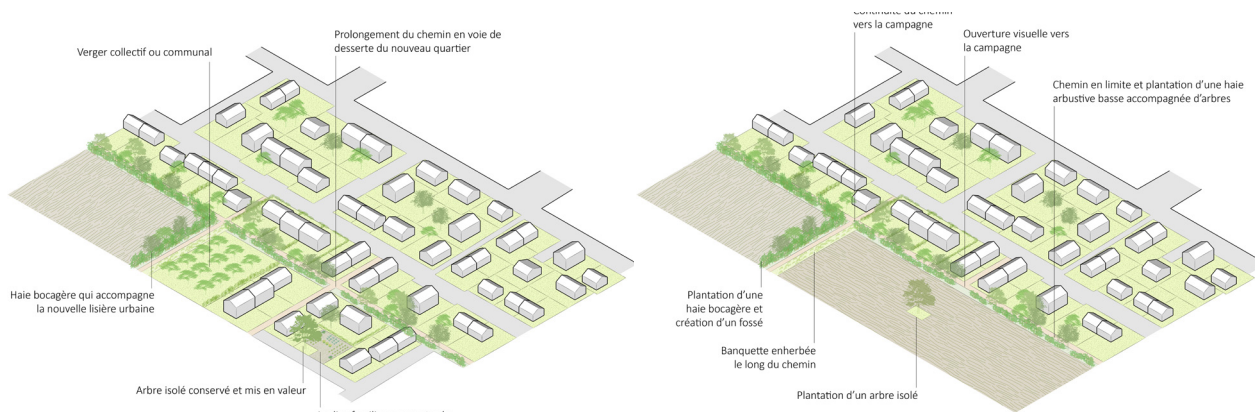 Prolongement du chemin en voie de
desserte du nouveau quartier
Verger collectif ou communal
Haie bocagère qui accompagne
la nouvelle lisière urbaine
Arbre isolé conservé et mis en valeur
Continuité du chemin
vers la campagne
Ouverture visuelle vers
la campagne
Chemin en limite et plantation d'une haie
arbustive basse accompagnée d'arbres
Plantation d'une
haie bocagère et
création d'un fossé
Banquette enherbée
le long du chemin
Plantation d'un arbre isolé